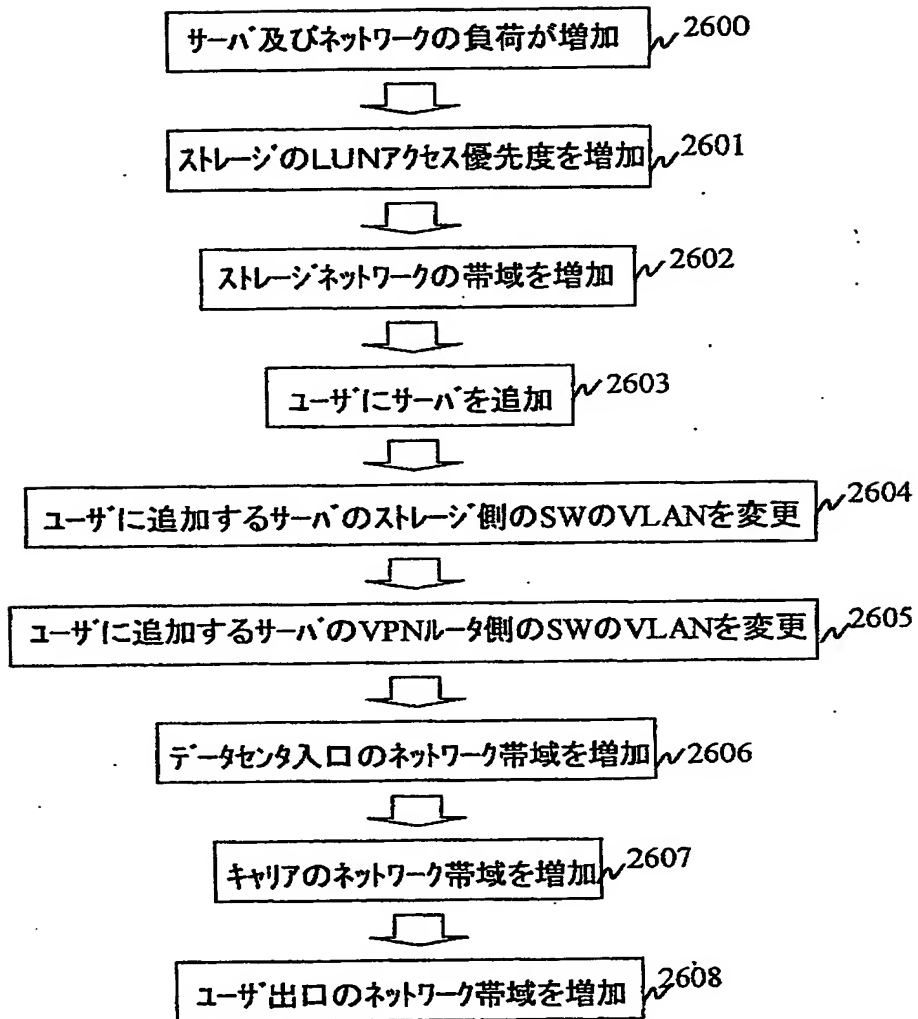 サーバ及びネットワークの負荷が増加 2600
ストレージのLUNアクセス優先度を増加 2601
ストレージネットワークの帯域を増加 2602
ユーザにサーバを追加 2603
ユーザに追加するサーバのストレージ側のSWのVLANを変更 2604
ユーザに追加するサーバのVPNルータ側のSWのVLANを変更 2605
データセンタ入口のネットワーク帯域を増加 2606
キャリアのネットワーク帯域を増加 2607
ユーザ出口のネットワーク帯域を増加 2608